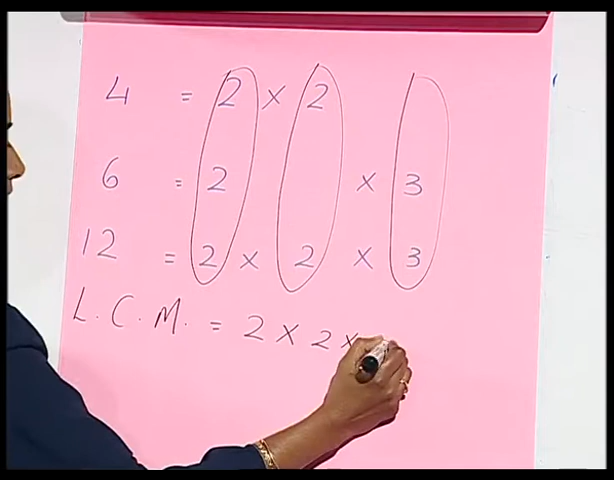 4 = 2 × 2
6 = 2 × 3
12 = 2 × 2 × 3
L.C.M. = 2 × 2 ×